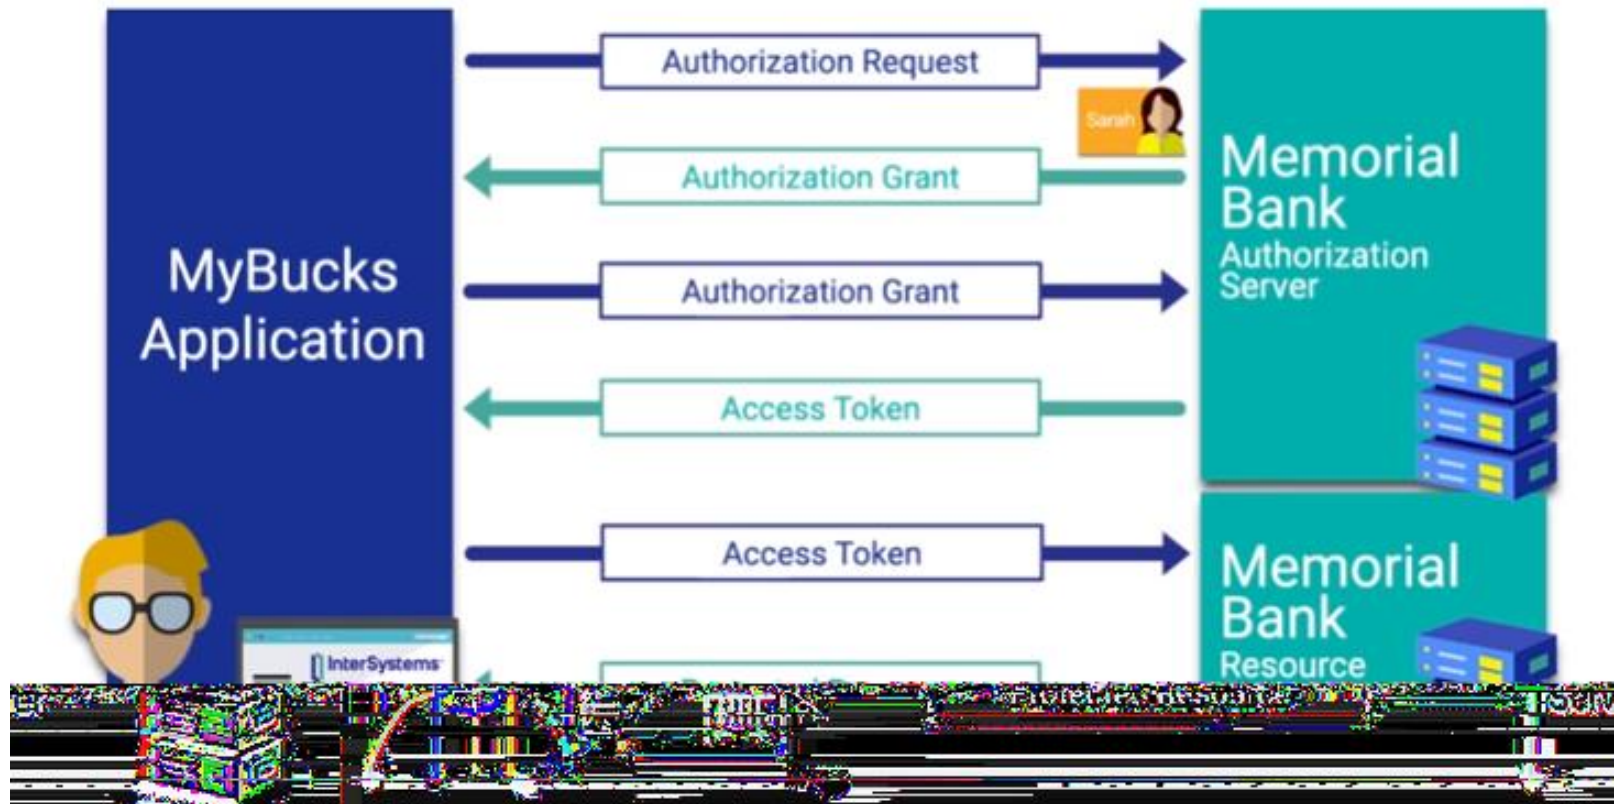 Authorization Request
Sarah
Authorization Grant
Memorial
Bank
Authorization
Server
MyBucks
Application
Authorization Grant
Access Token
Access Token
Memorial
Bank
Resource
InterSystems